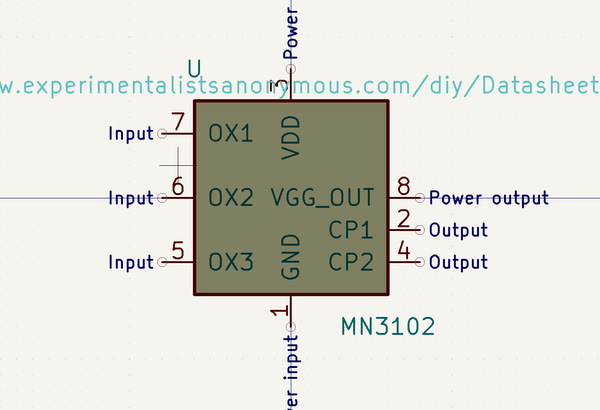 Power
U
3
w.experimentalistsanonymous.com/diy/Datasheet
Input 7 OX1 VDD
Input 6 OX2 VGG_OUT 8 Power output
CP1 2 Output
Input 5 OX3 GND CP2 4 Output
1
MN3102
er input